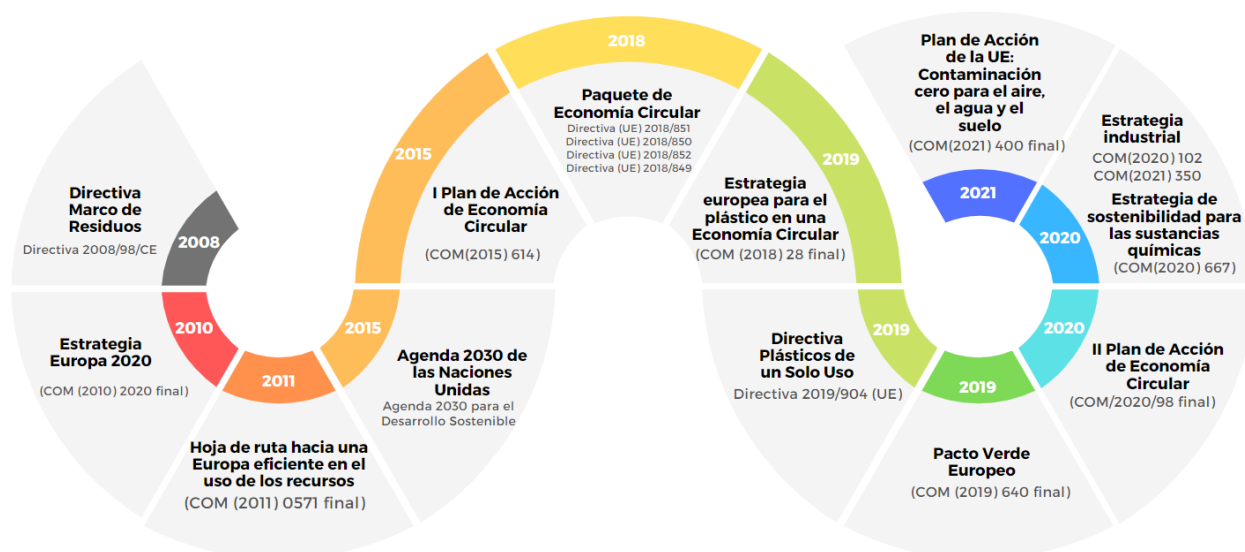 2008
Directiva
Marco de
Residuos
Directiva 2008/98/CE
2010
Estrategia
Europa 2020
(COM (2010) 2020 final)
2011
Hoja de ruta hacia una
Europa eficiente en el
uso de los recursos
(COM (2011) 0571 final)
2015
Agenda 2030 de
las Naciones
Unidas
Agenda 2030 para el
Desarrollo Sostenible
2015
I Plan de Acción
de Economía
Circular
(COM(2015) 614)
2018
Paquete de
Economía Circular
Directiva (UE) 2018/851
Directiva (UE) 2018/850
Directiva (UE) 2018/852
Directiva (UE) 2018/849
2019
Estrategia
europea para el
plástico en una
Economía Circular
(COM (2018) 28 final)
2019
Directiva
Plásticos de
un Solo Uso
Directiva 2019/904 (UE)
2019
Pacto Verde
Europeo
(COM (2019) 640 final)
2020
II Plan de Acción
de Economía
Circular
(COM/2020/98 final)
2020
Estrategia
industrial
COM(2020) 102
COM(2021) 350
Estrategia de
sostenibilidad para
las sustancias
químicas
(COM(2020) 667)
2021
Plan de Acción
de la UE:
Contaminación
cero para el aire,
el agua y el
suelo
(COM(2021) 400 final)